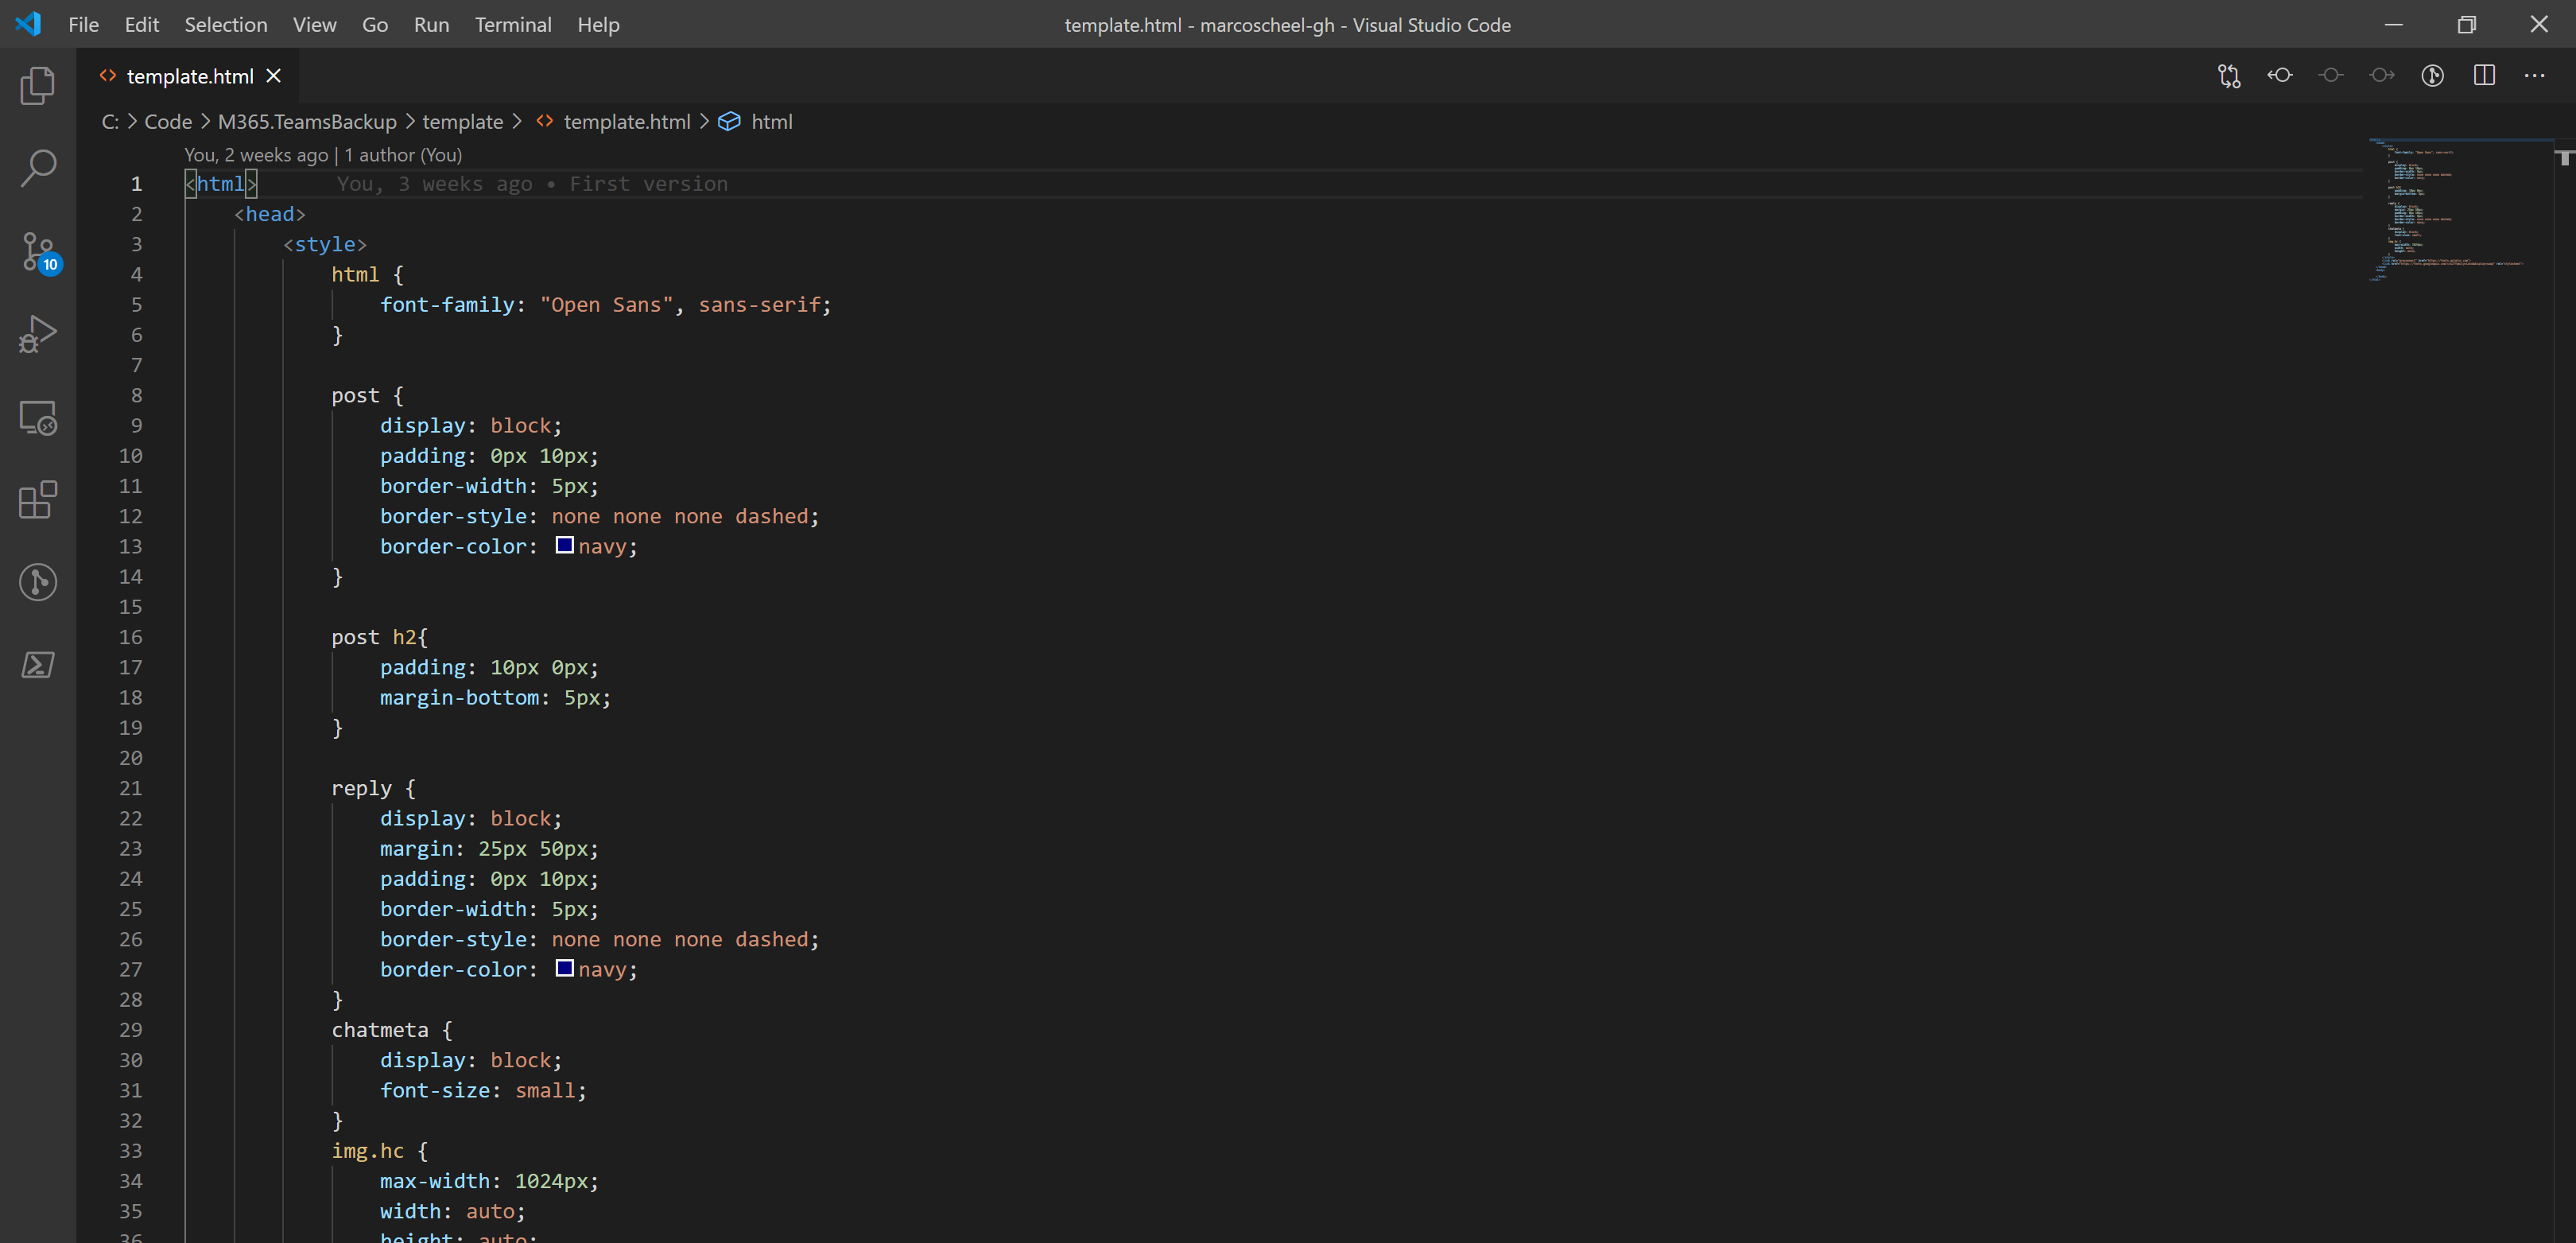 File Edit Selection View Go Run Terminal Help
template.html - marcoscheel-gh - Visual Studio Code
template.html
C: > Code > M365.TeamsBackup > template > template.html > html
You, 2 weeks ago | 1 author (You)
1 <html> You, 3 weeks ago • First version
2 <head>
3 <style>
4 html {
5 font-family: "Open Sans", sans-serif;
6 }
7
8 post {
9 display: block;
10 padding: 0px 10px;
11 border-width: 5px;
12 border-style: none none none dashed;
13 border-color: navy;
14 }
15
16 post h2{
17 padding: 10px 0px;
18 margin-bottom: 5px;
19 }
20
21 reply {
22 display: block;
23 margin: 25px 50px;
24 padding: 0px 10px;
25 border-width: 5px;
26 border-style: none none none dashed;
27 border-color: navy;
28 }
29 chatmeta {
30 display: block;
31 font-size: small;
32 }
33 img.hc {
34 max-width: 1024px;
35 width: auto;
36 height: auto;
10